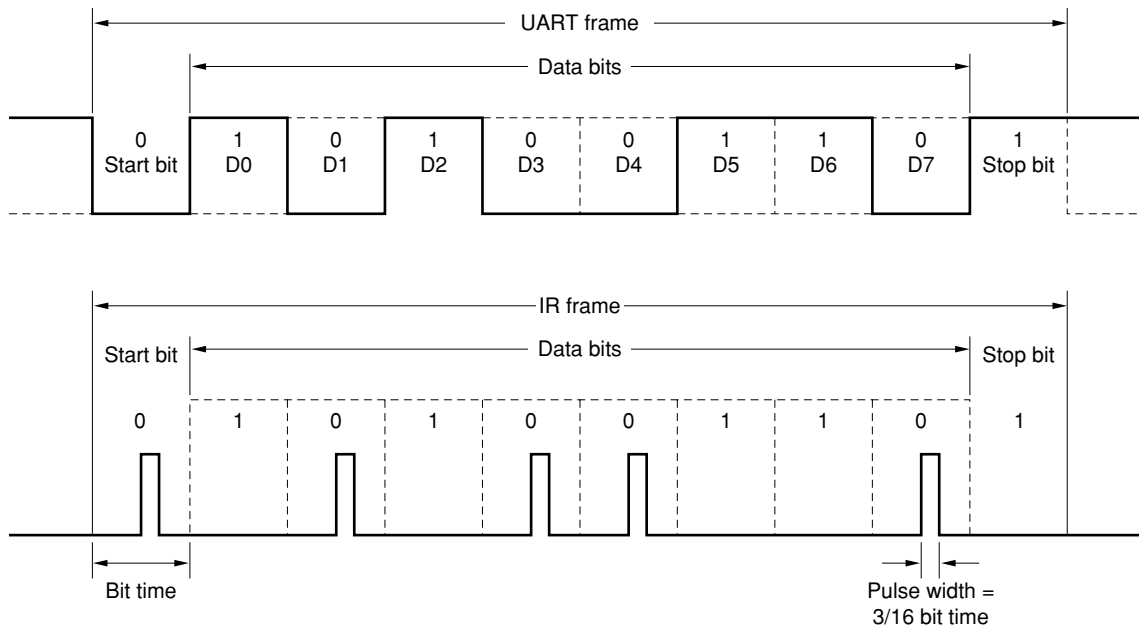 UART frame
Data bits
0 1 0 1 0 0 1 1 0 1
Start bit D0 D1 D2 D3 D4 D5 D6 D7 Stop bit
IR frame
Start bit Data bits Stop bit
0 1 0 1 0 0 1 1 0 1
Bit time
Pulse width =
3/16 bit time